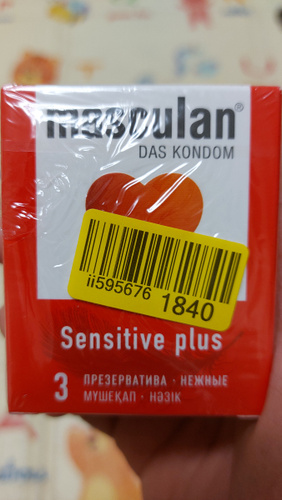 masculan®
DAS KONDOM
ii595676
1840
Sensitive plus
3 ПРЕЗЕРВАТИВА · НЕЖНЫЕ
МҮШЕҚАП · НӘЗІК